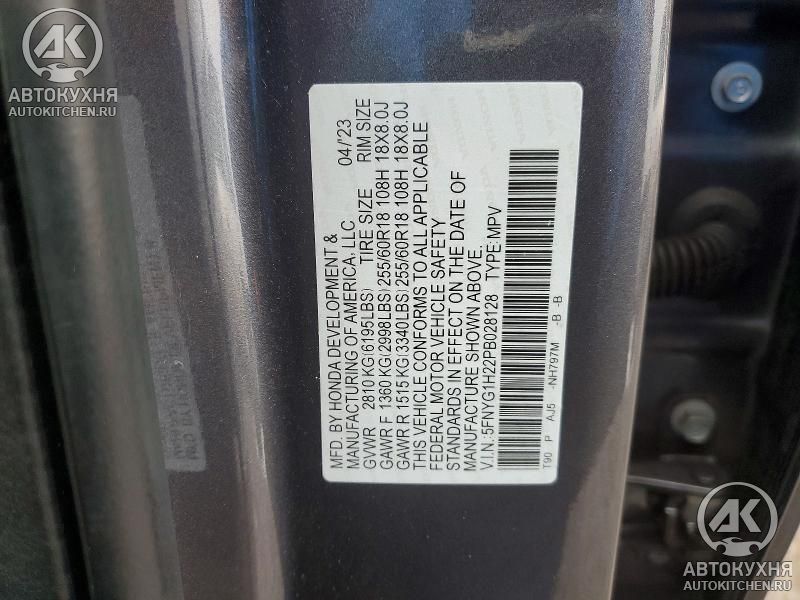 AK
АВТОКУХНЯ
AUTOKITCHEN.RU
MFD. BY HONDA DEVELOPMENT &
MANUFACTURING OF AMERICA, LLC 04/'23
GVWR 2810 KG(6195LBS) TIRE SIZE RIM SIZE
GAWR F 1360 KG(2998LBS) 255/60R18 108H 18X8.0J
GAWR R 1515 KG(3340LBS) 255/60R18 108H 18X8.0J
THIS VEHICLE CONFORMS TO ALL APPLICABLE
FEDERAL MOTOR VEHICLE SAFETY
STANDARDS IN EFFECT ON THE DATE OF
MANUFACTURE SHOWN ABOVE.
V.I.N.:5FNYG1H22PB028128 TYPE:MPV
T90 P AJ5 -NH797M -B -B
AK
АВТОКУХНЯ
AUTOKITCHEN.RU